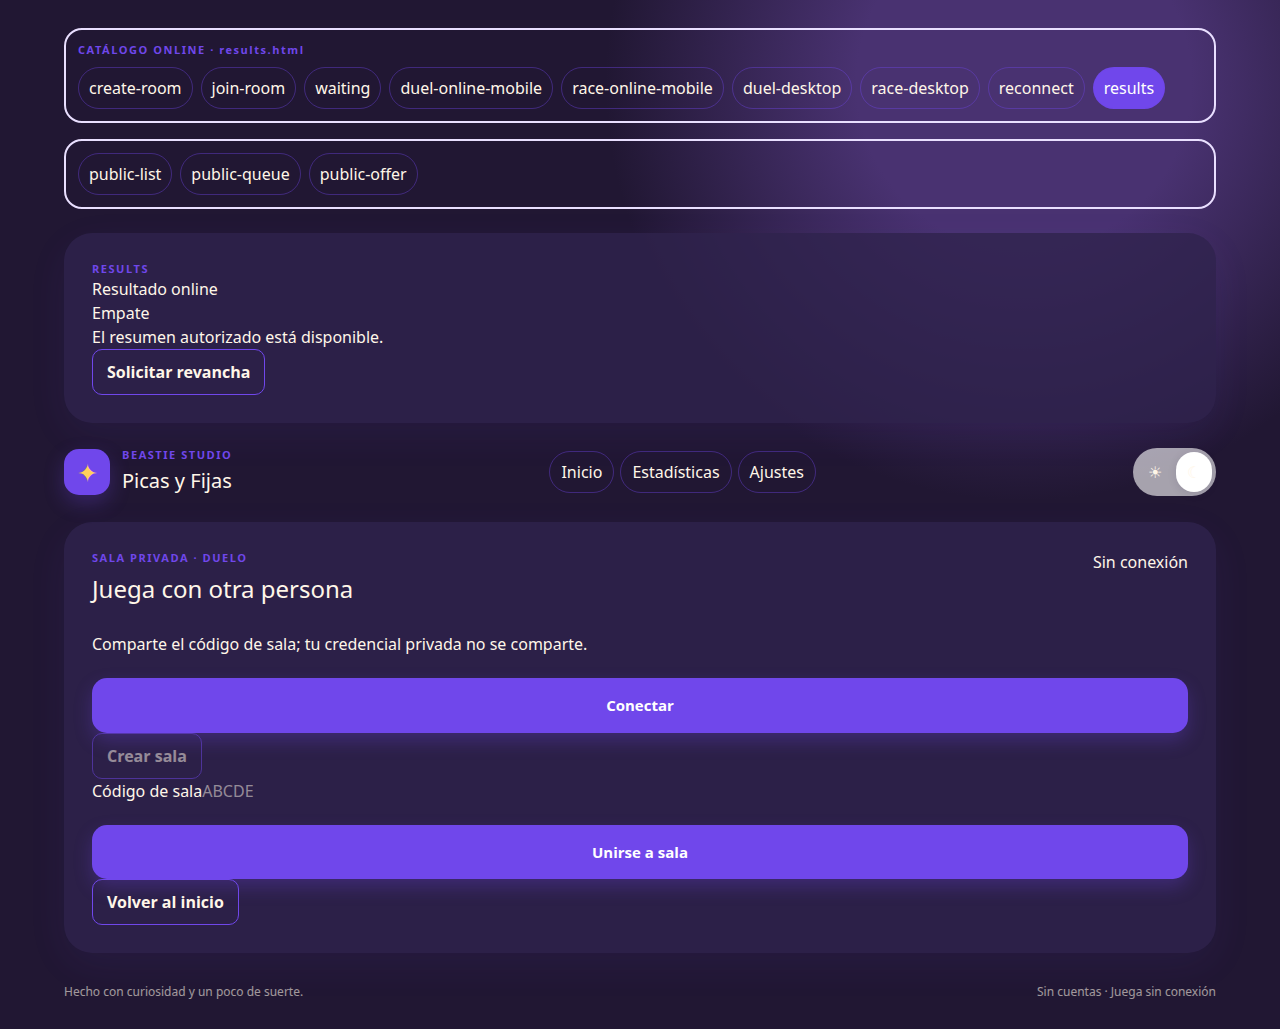 CATÁLOGO ONLINE · results.html
create-room join-room waiting duel-online-mobile race-online-mobile duel-desktop race-desktop reconnect results
public-list public-queue public-offer
RESULTS
Resultado online
Empate
El resumen autorizado está disponible.
Solicitar revancha
BEASTIE STUDIO
Picas y Fijas
Inicio Estadísticas Ajustes
SALA PRIVADA · DUELO
Sin conexión
Juega con otra persona
Comparte el código de sala; tu credencial privada no se comparte.
Conectar
Crear sala
Código de salaABCDE
Unirse a sala
Volver al inicio
Hecho con curiosidad y un poco de suerte.
Sin cuentas · Juega sin conexión